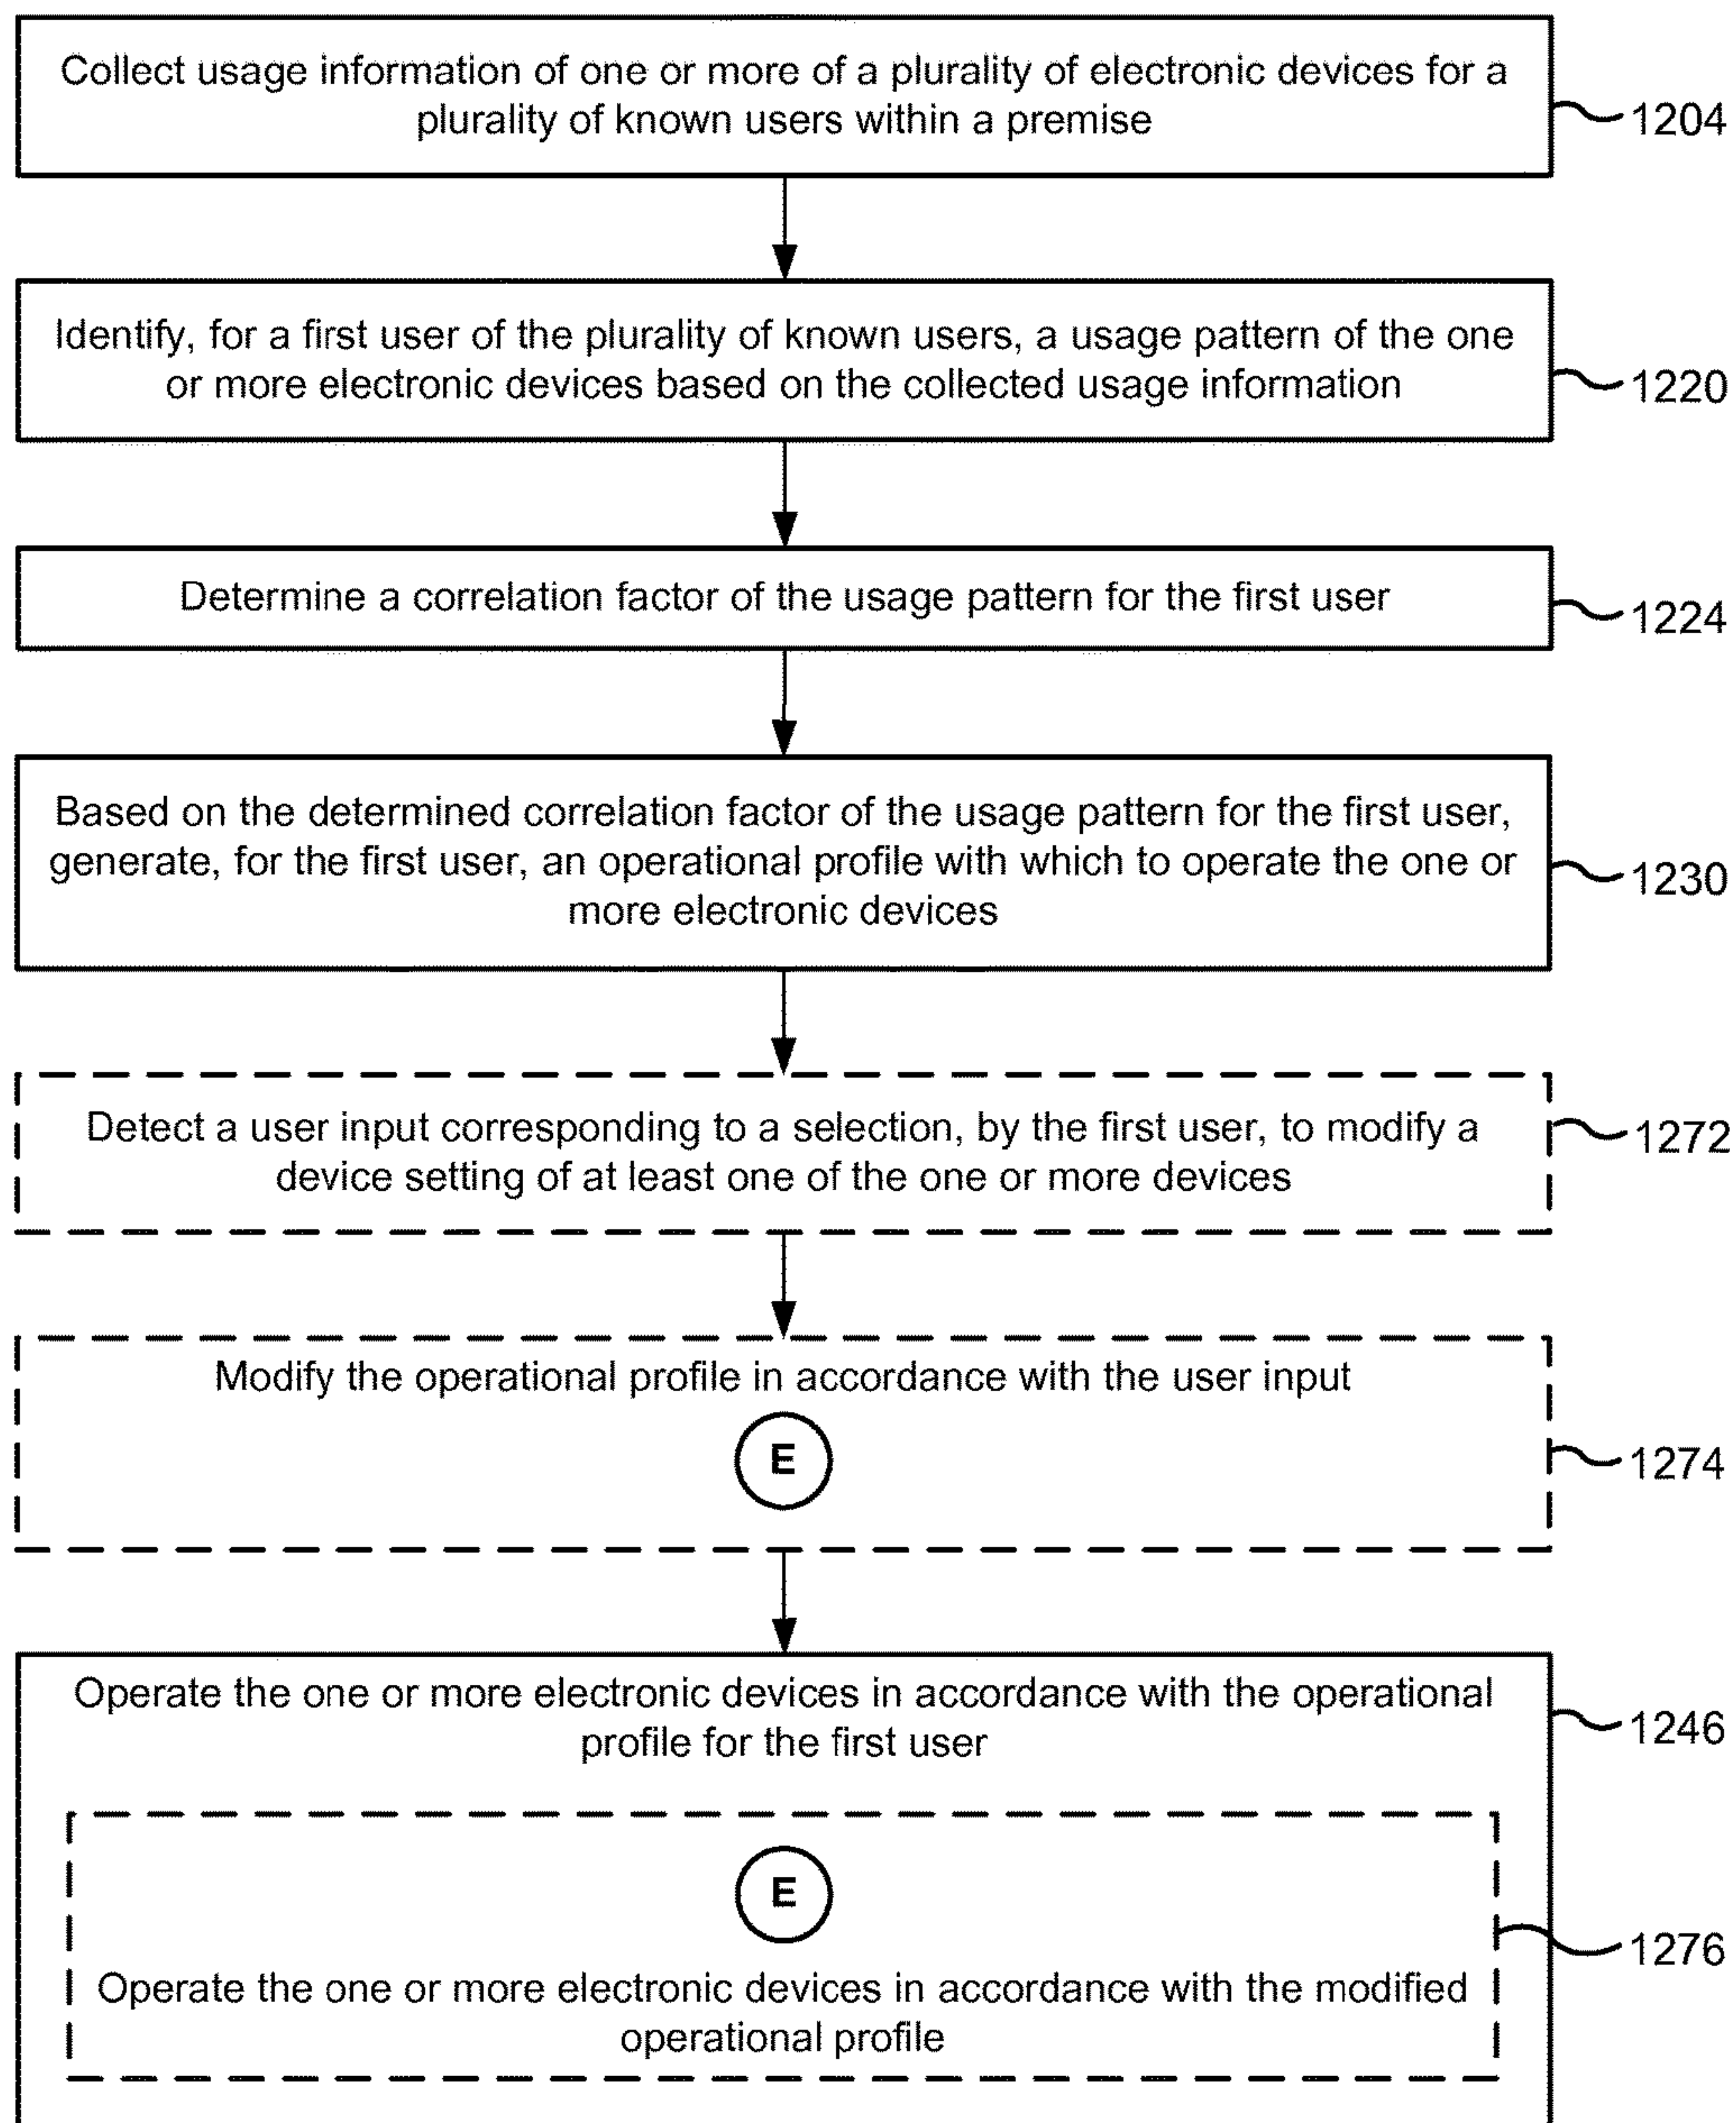 Collect usage information of one or more of a plurality of electronic devices for a
plurality of known users within a premise
1204
Identify, for a first user of the plurality of known users, a usage pattern of the one
or more electronic devices based on the collected usage information
1220
Determine a correlation factor of the usage pattern for the first user
1224
Based on the determined correlation factor of the usage pattern for the first user,
generate, for the first user, an operational profile with which to operate the one or
more electronic devices
1230
Detect a user input corresponding to a selection, by the first user, to modify a
device setting of at least one of the one or more devices
1272
Modify the operational profile in accordance with the user input
E
1274
Operate the one or more electronic devices in accordance with the operational
profile for the first user
1246
E
Operate the one or more electronic devices in accordance with the modified
operational profile
1276